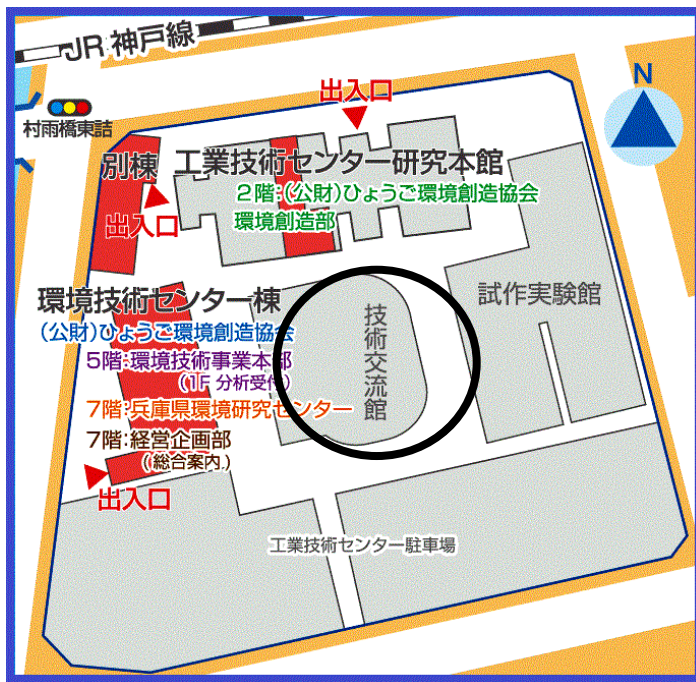 JR 神戸線
N
出入口
村雨橋東詰
別棟
工業技術センター研究本館
２階:(公財)ひょうご環境創造協会
環境創造部
出入口
試作実験館
環境技術センター棟
(公財)ひょうご環境創造協会
技術交流館
5階:環境技術事業本部
(1F 分析受付)
7階:兵庫県環境研究センター
7階:経営企画部
(総合案内)
出入口
工業技術センター駐車場